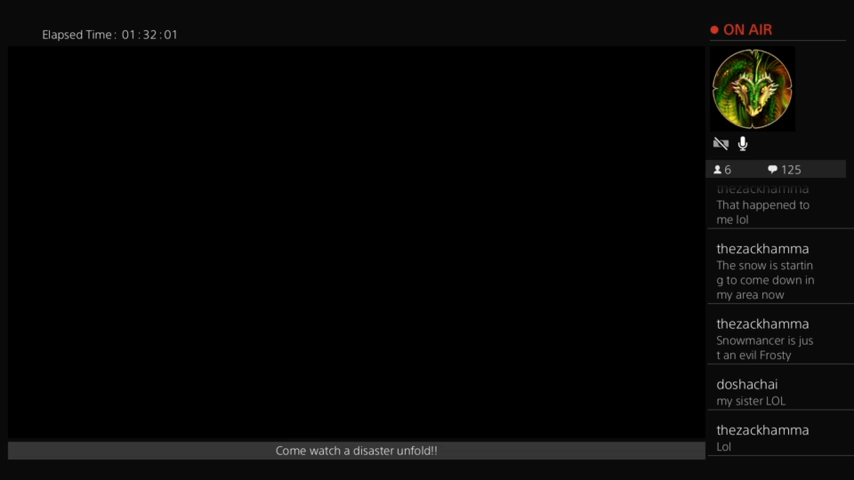 Elapsed Time: 01:32:01
ON AIR
6
125
thezackhamma
That happened to
me lol
thezackhamma
The snow is startin
g to come down in
my area now
thezackhamma
Snowmancer is jus
t an evil Frosty
doshachai
my sister LOL
thezackhamma
Lol
Come watch a disaster unfold!!